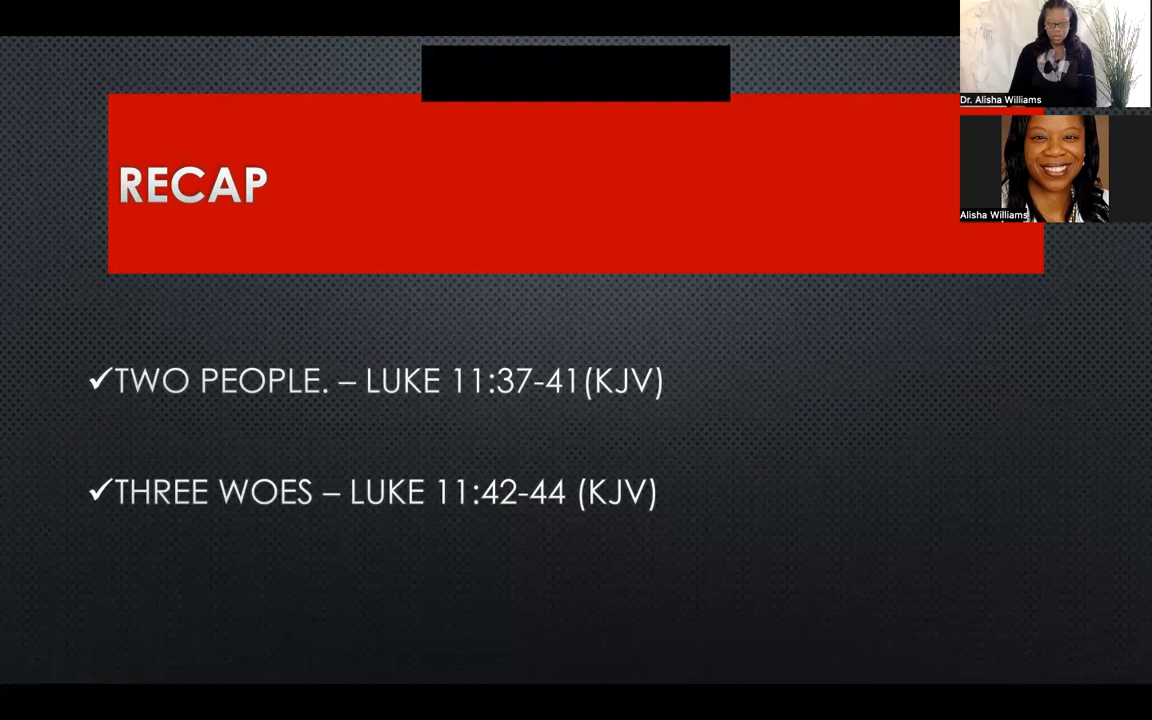 Dr. Alisha Williams
Alisha Williams
RECAP
✓TWO PEOPLE. – LUKE 11:37-41(KJV)
✓THREE WOES – LUKE 11:42-44 (KJV)